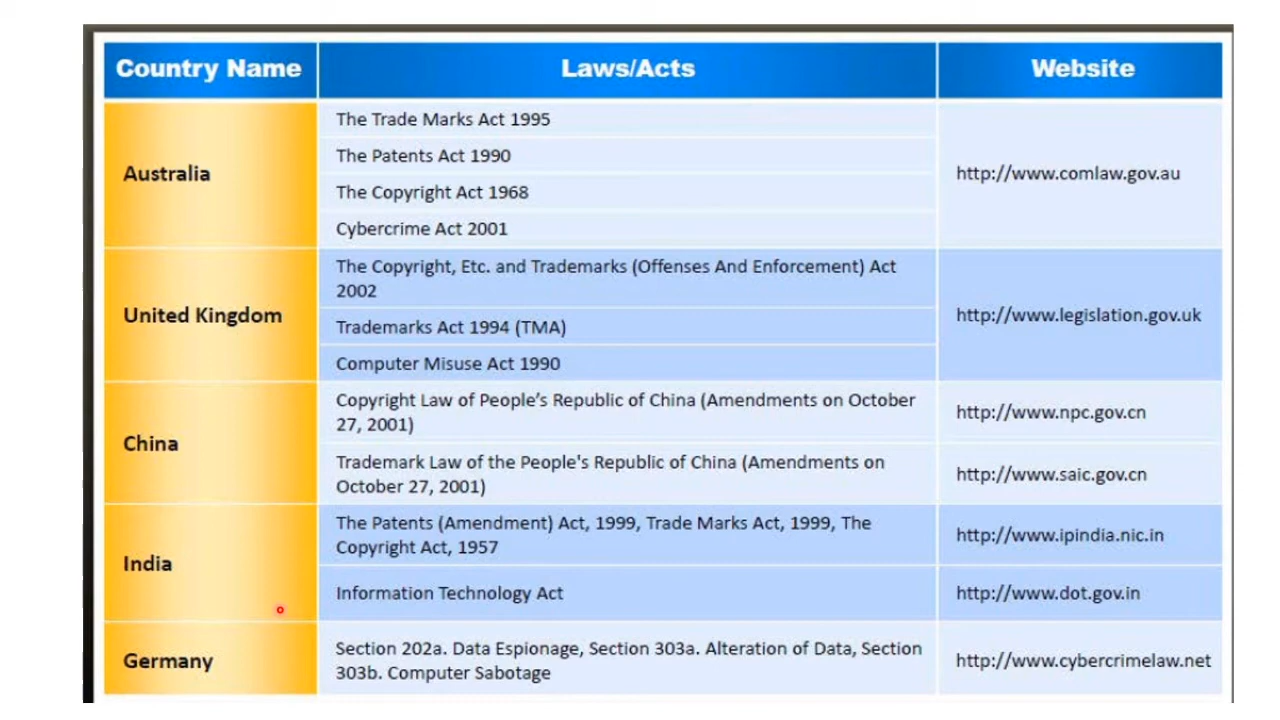 Country Name
Laws/Acts
Website
Australia
The Trade Marks Act 1995
The Patents Act 1990
The Copyright Act 1968
Cybercrime Act 2001
http://www.comlaw.gov.au
United Kingdom
The Copyright, Etc. and Trademarks (Offenses And Enforcement) Act
2002
Trademarks Act 1994 (TMA)
Computer Misuse Act 1990
http://www.legislation.gov.uk
China
Copyright Law of People’s Republic of China (Amendments on October
27, 2001)
http://www.npc.gov.cn
Trademark Law of the People's Republic of China (Amendments on
October 27, 2001)
http://www.saic.gov.cn
India
The Patents (Amendment) Act, 1999, Trade Marks Act, 1999, The
Copyright Act, 1957
http://www.ipindia.nic.in
Information Technology Act
http://www.dot.gov.in
Germany
Section 202a. Data Espionage, Section 303a. Alteration of Data, Section
303b. Computer Sabotage
http://www.cybercrimelaw.net